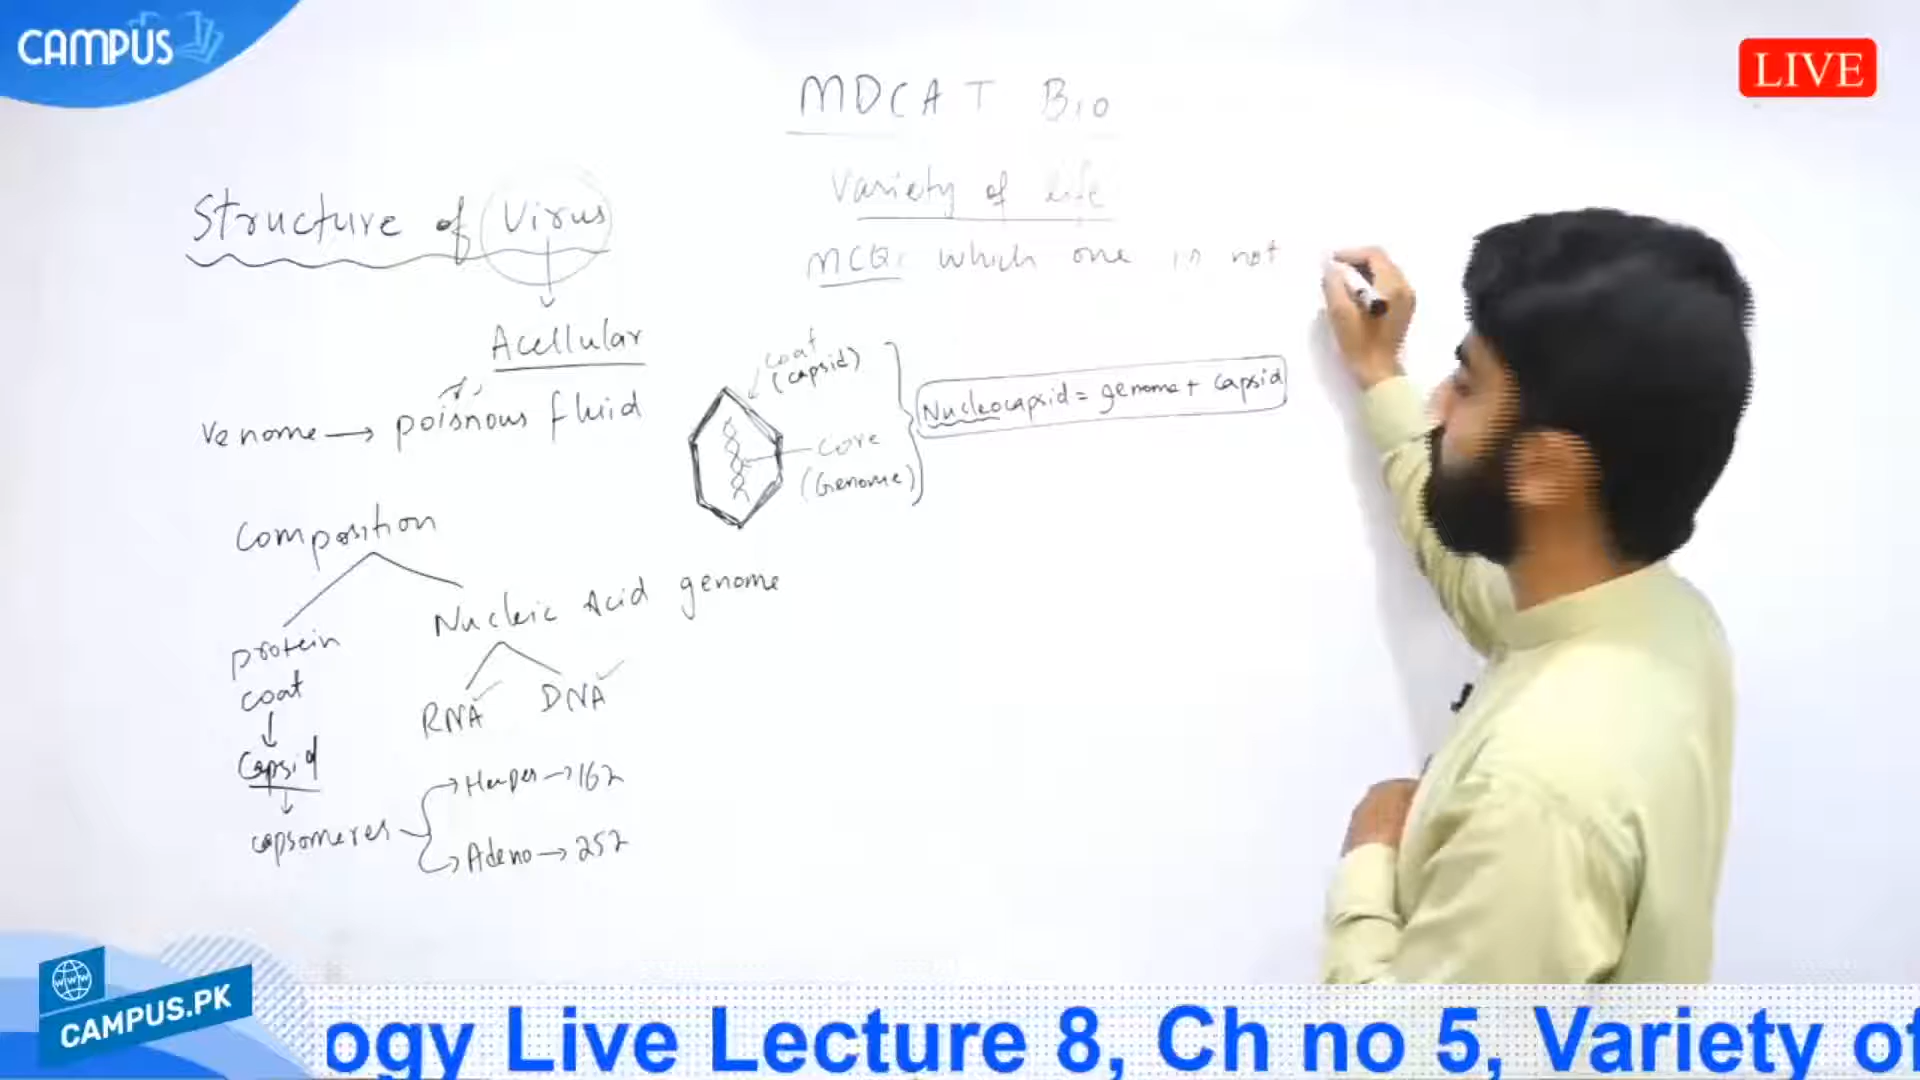 CAMPUS
LIVE
MDCAT Bio
Variety of life
MCQ: which one is not
Structure of Virus
Acellular
Venome → poisnous fluid
coat
(capsid)
core
(Genome)
Nucleocapsid = genome + capsid
Composition
protein
coat
Nucleic Acid genome
RNA
DNA
Capsid
capsomeres
Herpes → 162
Adeno → 252
www
CAMPUS.PK
ogy Live Lecture 8, Ch no 5, Variety of